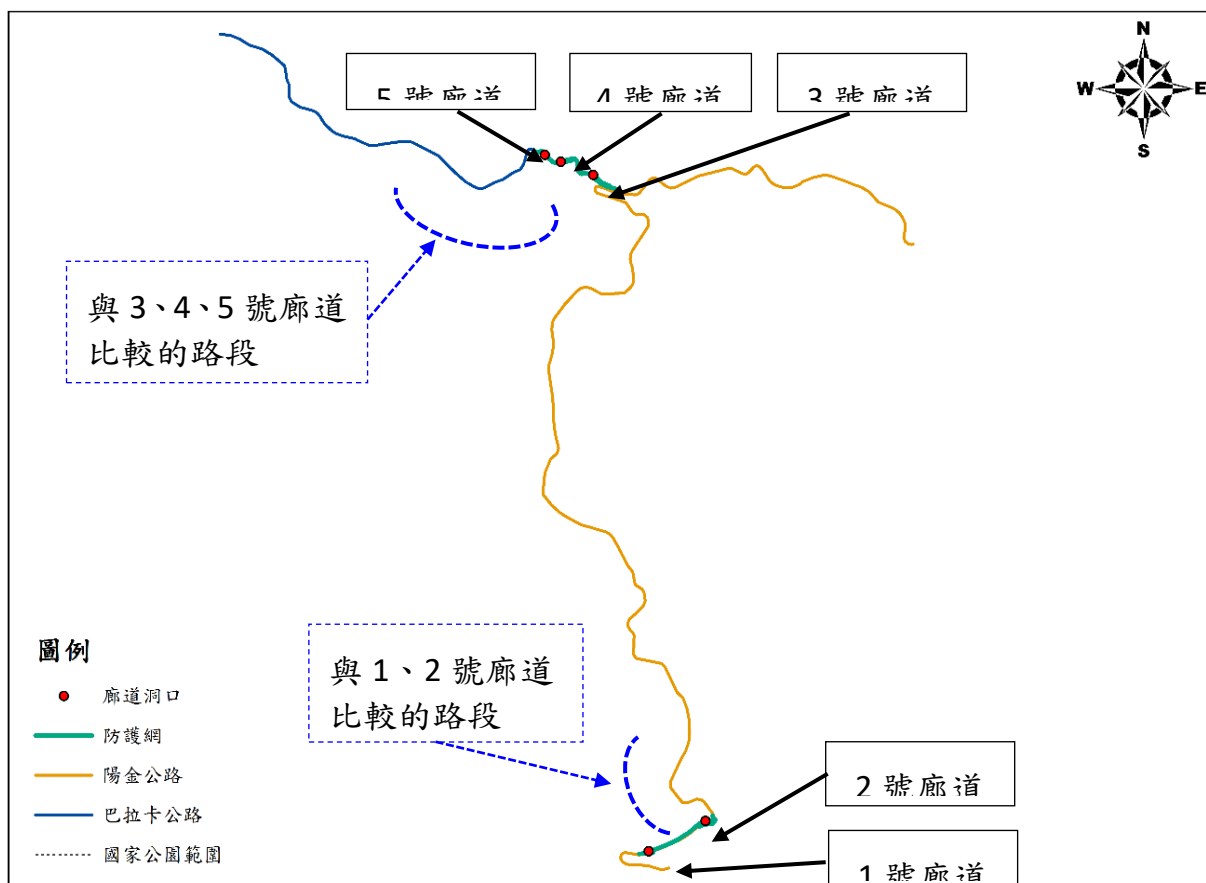 N
W E
S
5 號廊道
4 號廊道
3 號廊道
與 3、4、5 號廊道
比較的路段
與 1、2 號廊道
比較的路段
2 號廊道
1 號廊道
圖例
廊道洞口
防護網
陽金公路
巴拉卡公路
國家公園範圍